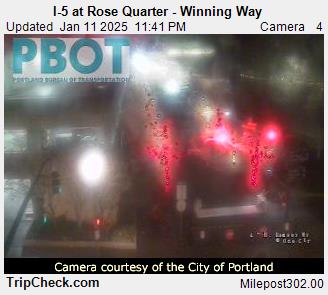 I-5 at Rose Quarter - Winning Way
Updated Jan 11 2025 11:41 PM Camera 4
PBOT
PORTLAND BUREAU OF TRANSPORTATION
Camera courtesy of the City of Portland
TripCheck.com Milepost302.00